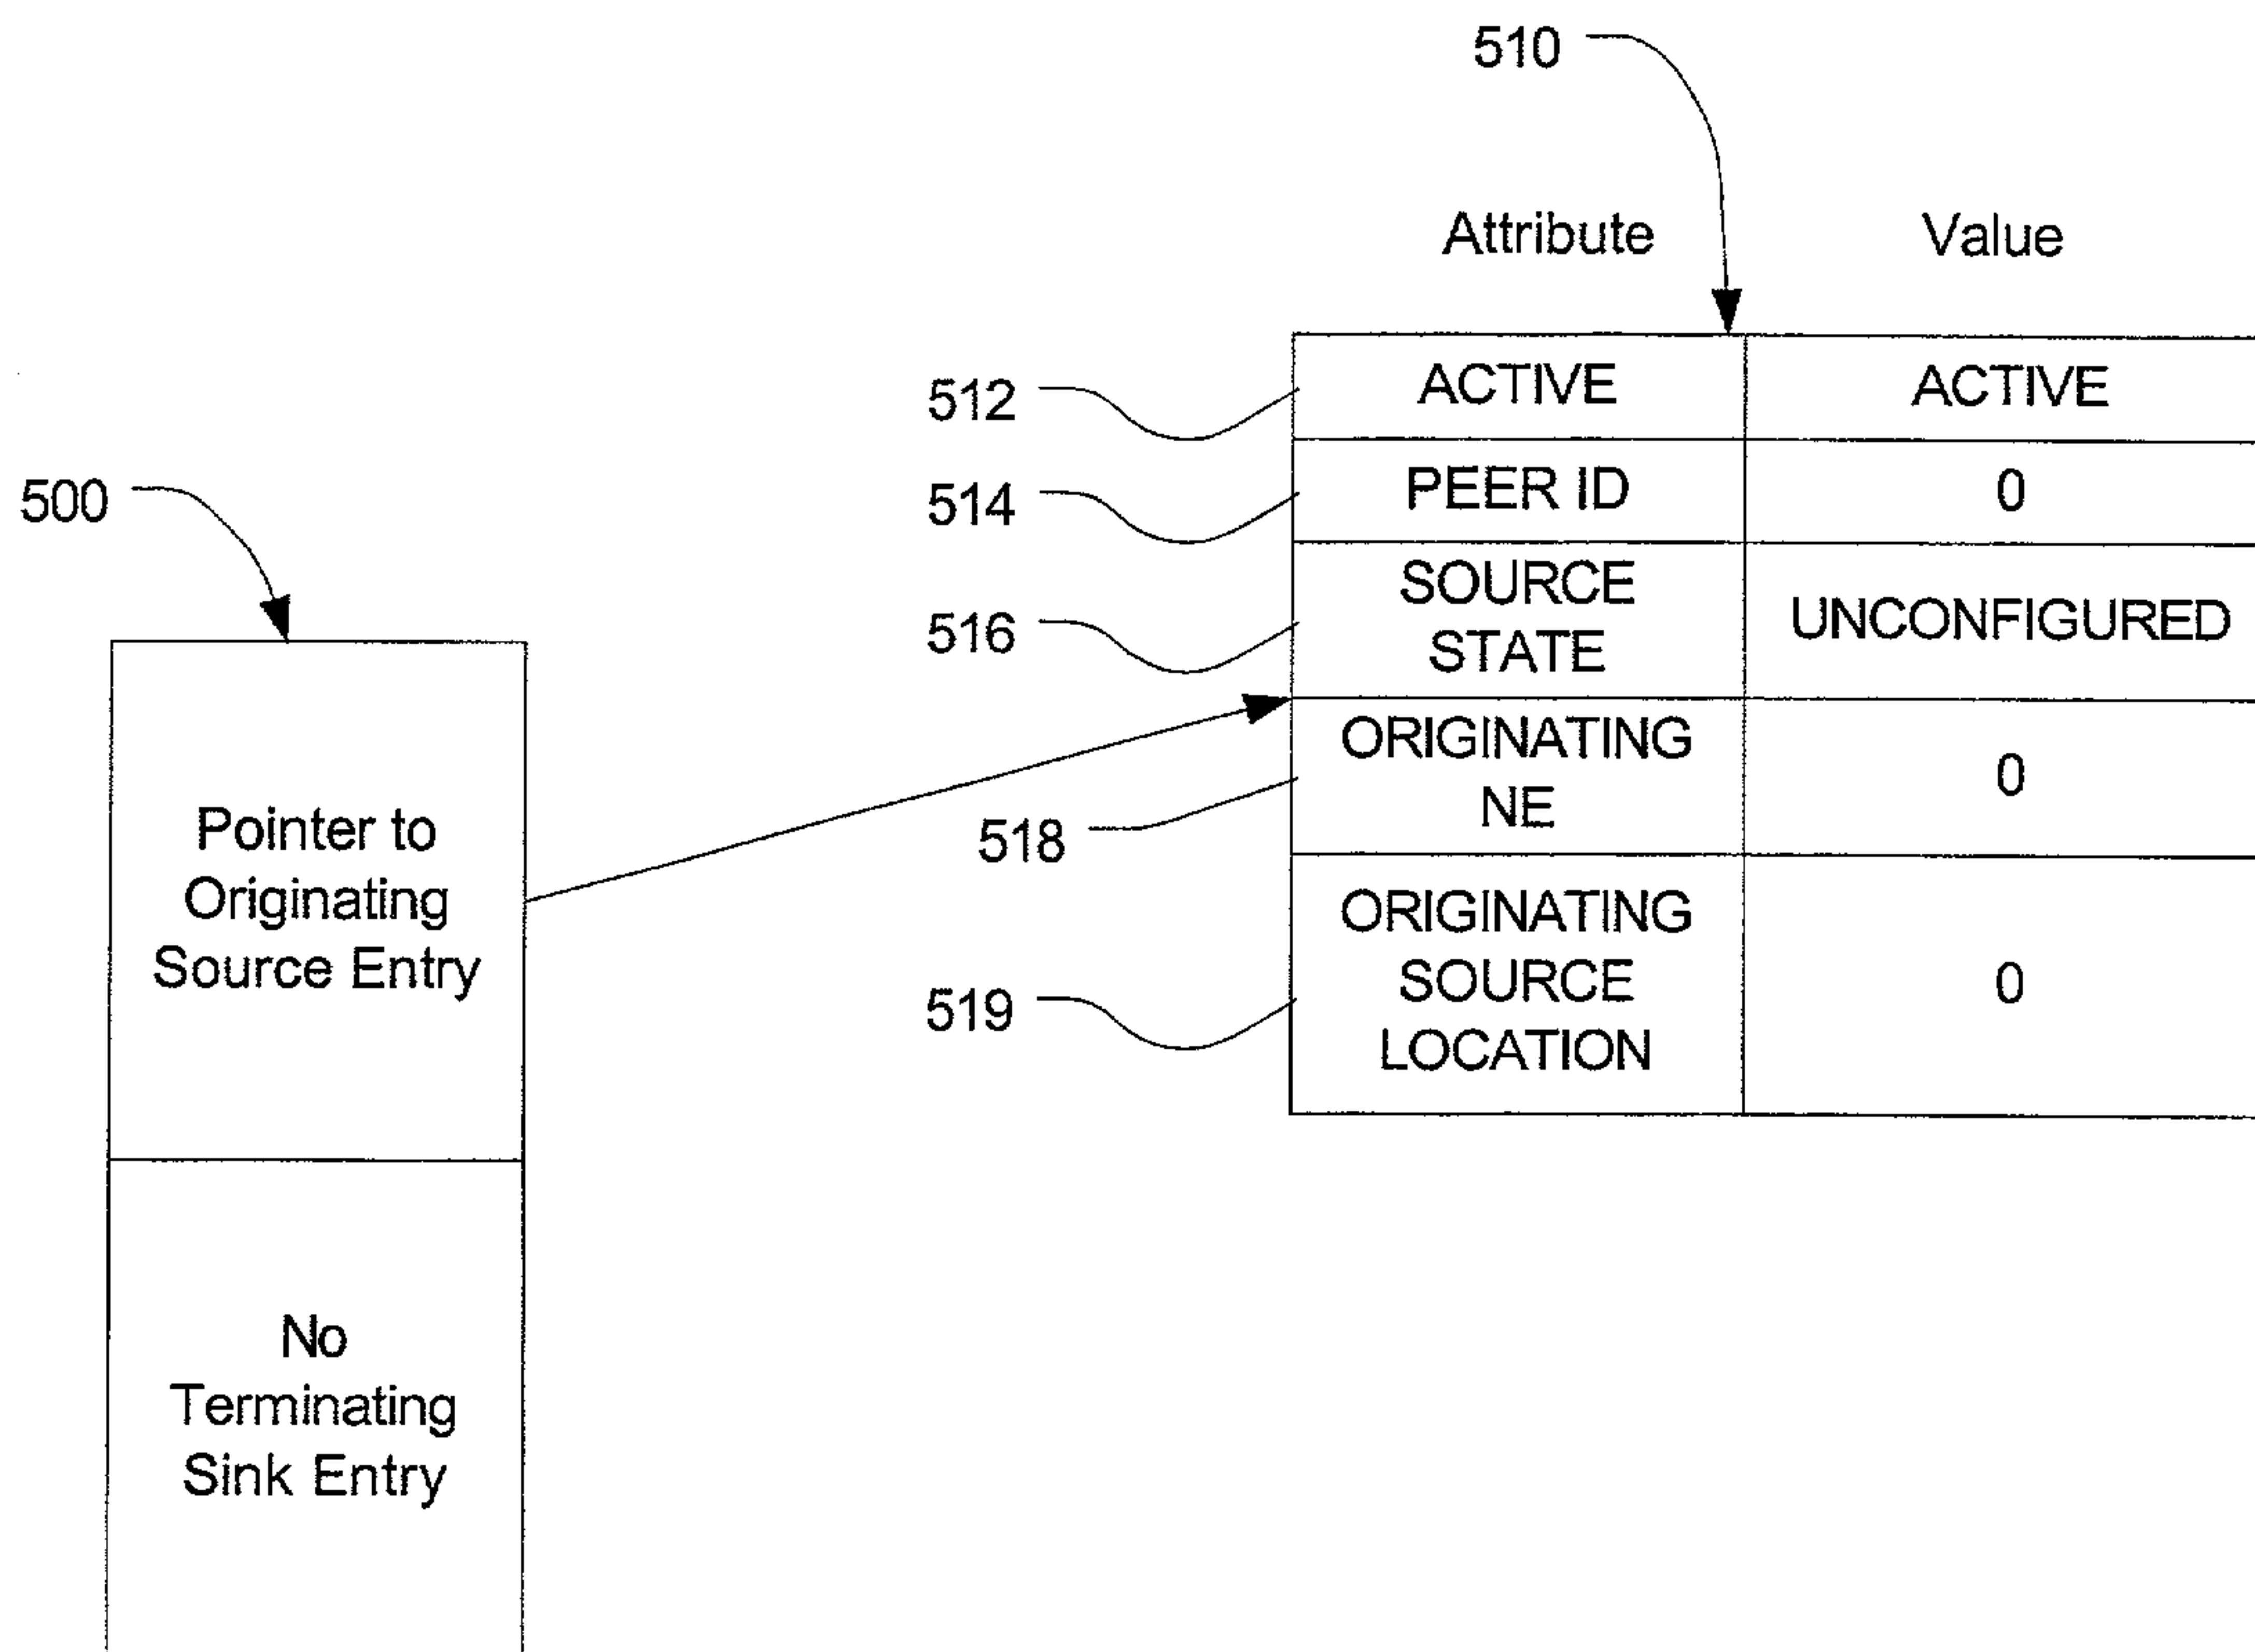 510
Attribute Value
512 ACTIVE ACTIVE
514 PEER ID 0
500
516 SOURCE STATE UNCONFIGURED
518 ORIGINATING NE 0
519 ORIGINATING SOURCE LOCATION 0
Pointer to
Originating
Source Entry
No
Terminating
Sink Entry